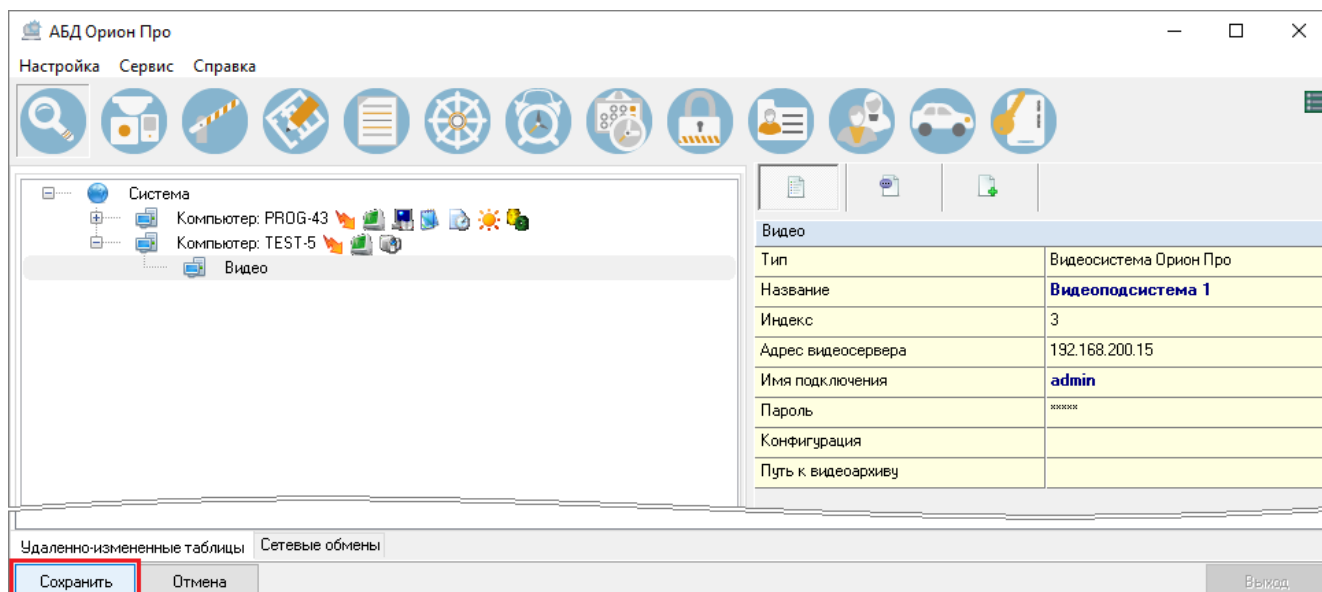 АБД Орион Про
Настройка Сервис Справка
Система
Компьютер: PROG-43
Компьютер: TEST-5
Видео
Видео
Тип Видеосистема Орион Про
Название Видеоподсистема 1
Индекс 3
Адрес видеосервера 192.168.200.15
Имя подключения admin
Пароль xxxxx
Конфигурация
Путь к видеоархиву
Удаленно-измененные таблицы Сетевые обмены
Сохранить Отмена Выход